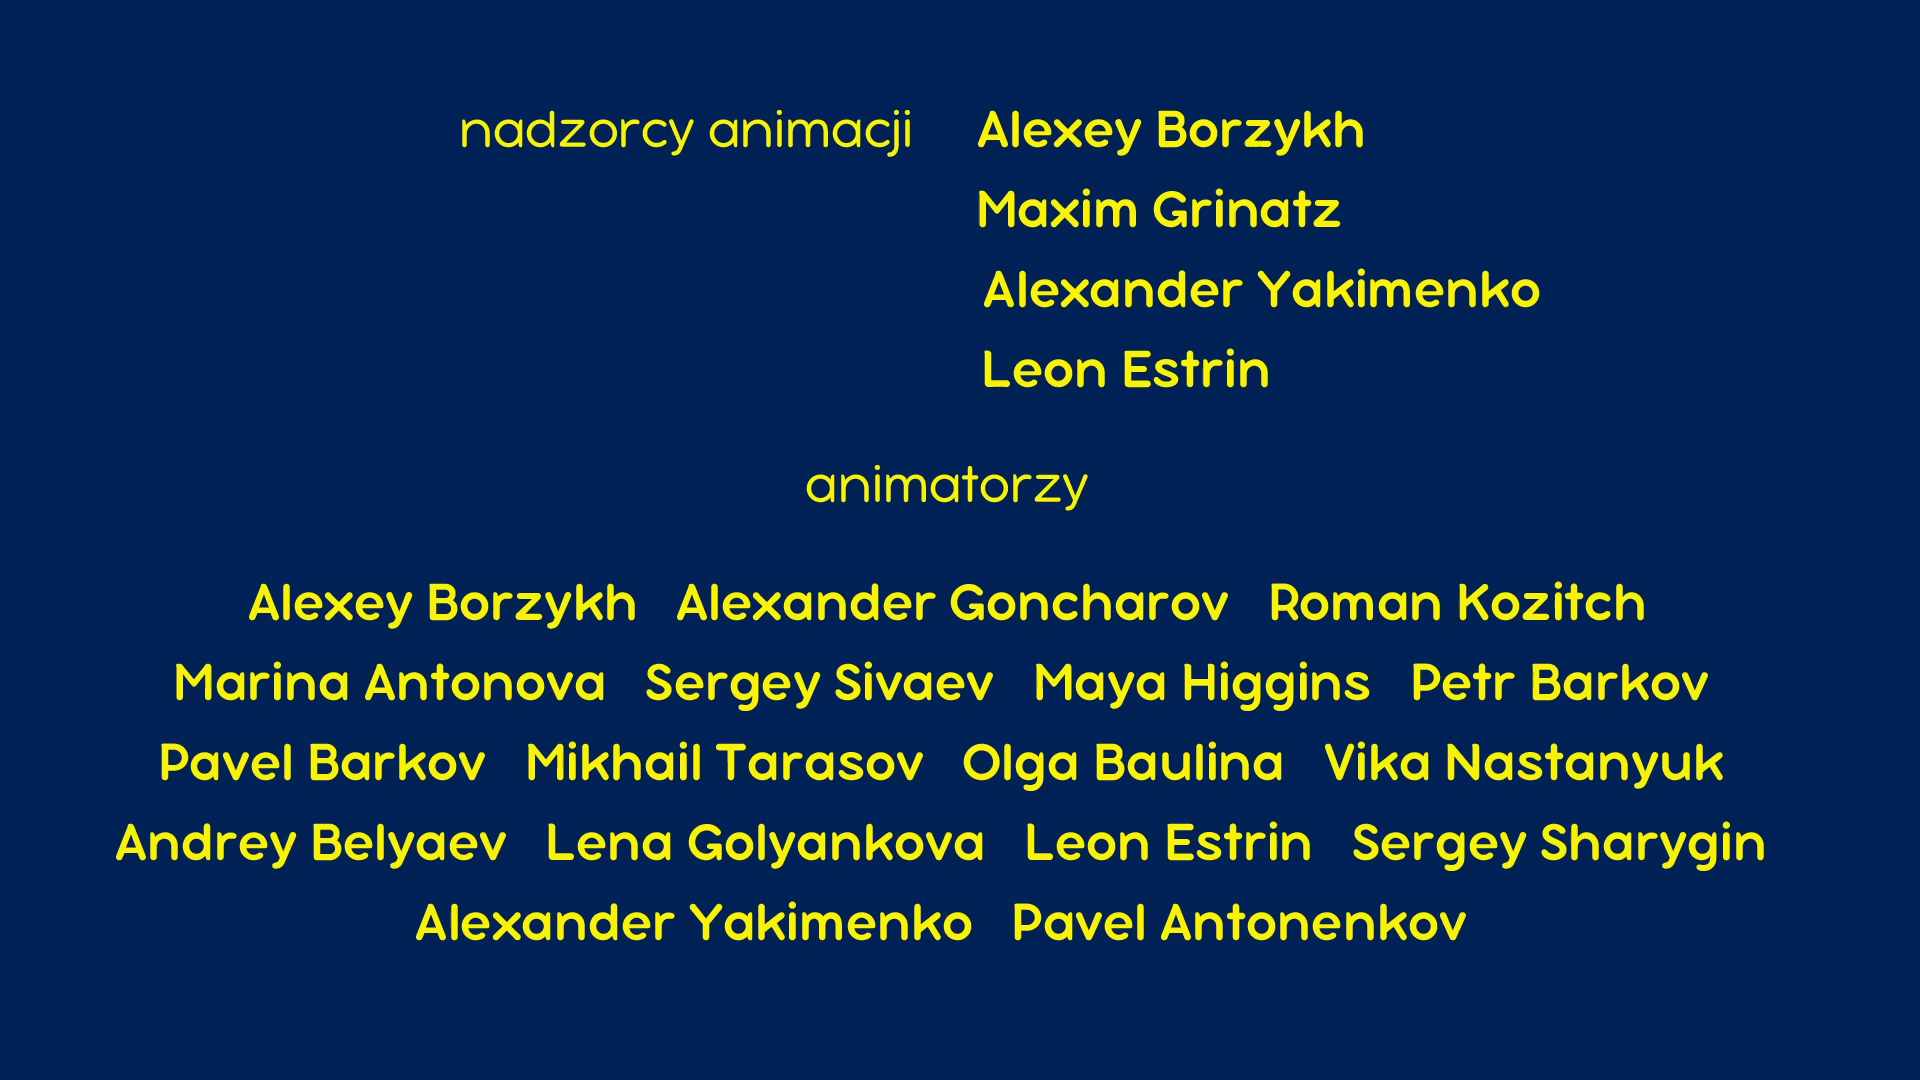 nadzorcy animacji Alexey Borzykh
Maxim Grinatz
Alexander Yakimenko
Leon Estrin
animatorzy
Alexey Borzykh Alexander Goncharov Roman Kozitch
Marina Antonova Sergey Sivaev Maya Higgins Petr Barkov
Pavel Barkov Mikhail Tarasov Olga Baulina Vika Nastanyuk
Andrey Belyaev Lena Golyankova Leon Estrin Sergey Sharygin
Alexander Yakimenko Pavel Antonenkov